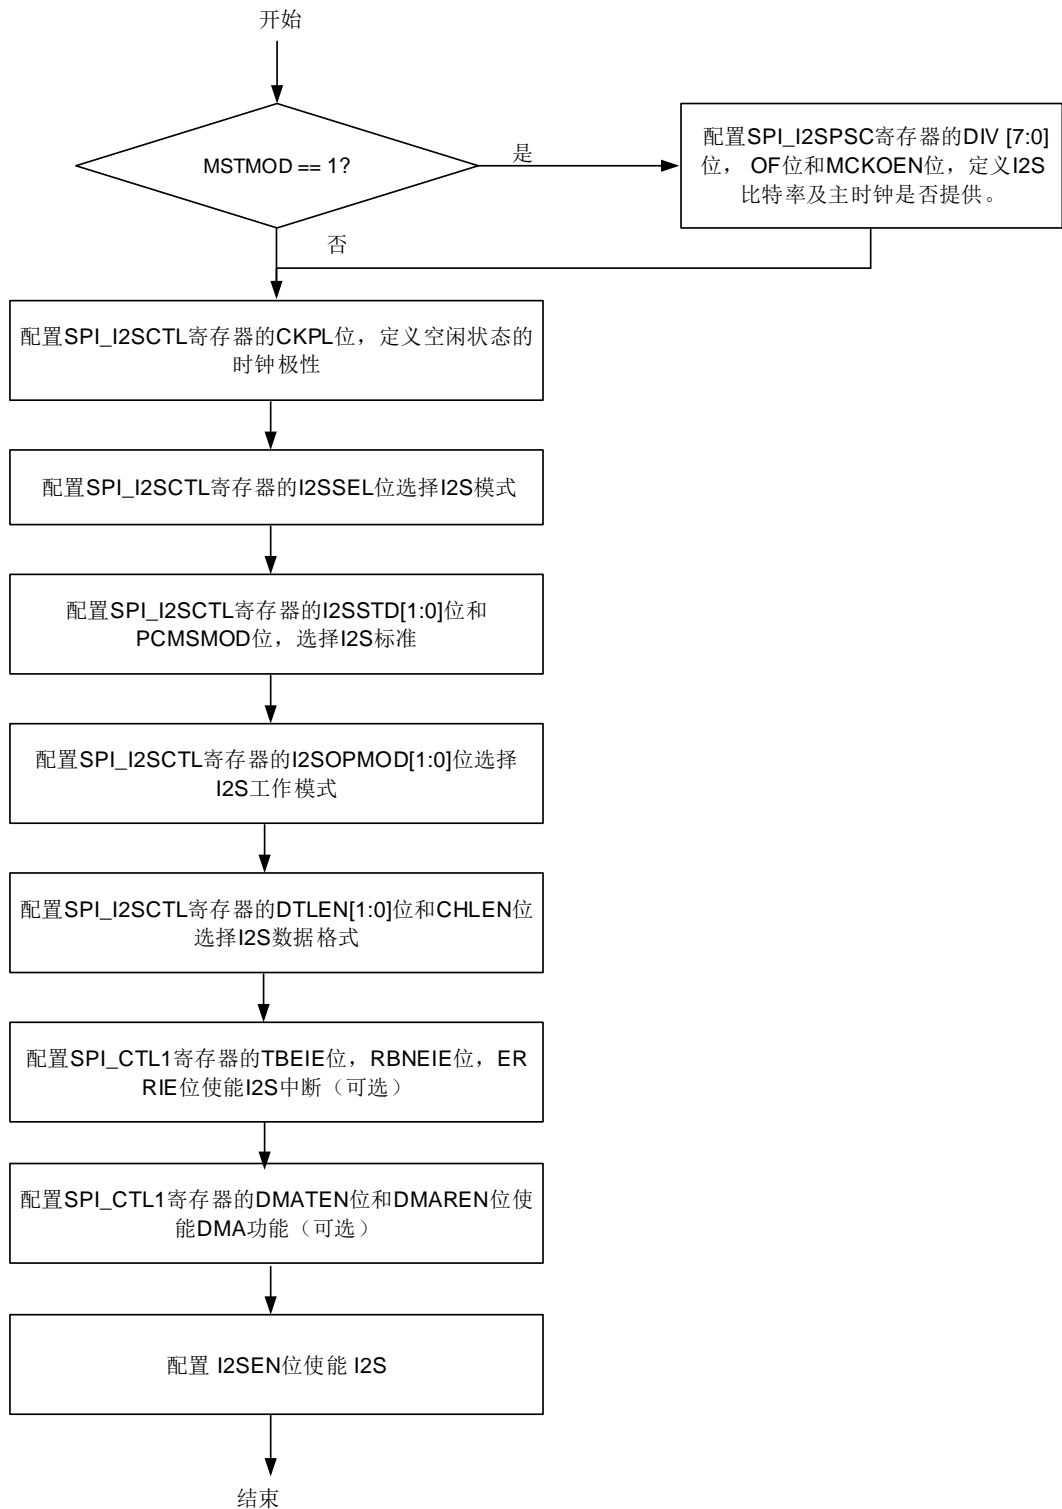 开始
MSTMOD == 1?
是
配置SPI_I2SPSC寄存器的DIV [7:0]
位， OF位和MCKOEN位，定义I2S
比特率及主时钟是否提供。
否
配置SPI_I2SCTL寄存器的CKPL位，定义空闲状态的
时钟极性
配置SPI_I2SCTL寄存器的I2SSEL位选择I2S模式
配置SPI_I2SCTL寄存器的I2SSTD[1:0]位和
PCMSMOD位，选择I2S标准
配置SPI_I2SCTL寄存器的I2SOPMOD[1:0]位选择
I2S工作模式
配置SPI_I2SCTL寄存器的DTLEN[1:0]位和CHLEN位
选择I2S数据格式
配置SPI_CTL1寄存器的TBEIE位，RBNEIE位，ER
RIE位使能I2S中断（可选）
配置SPI_CTL1寄存器的DMATEN位和DMAREN位使
能DMA功能（可选）
配置 I2SEN位使能 I2S
结束